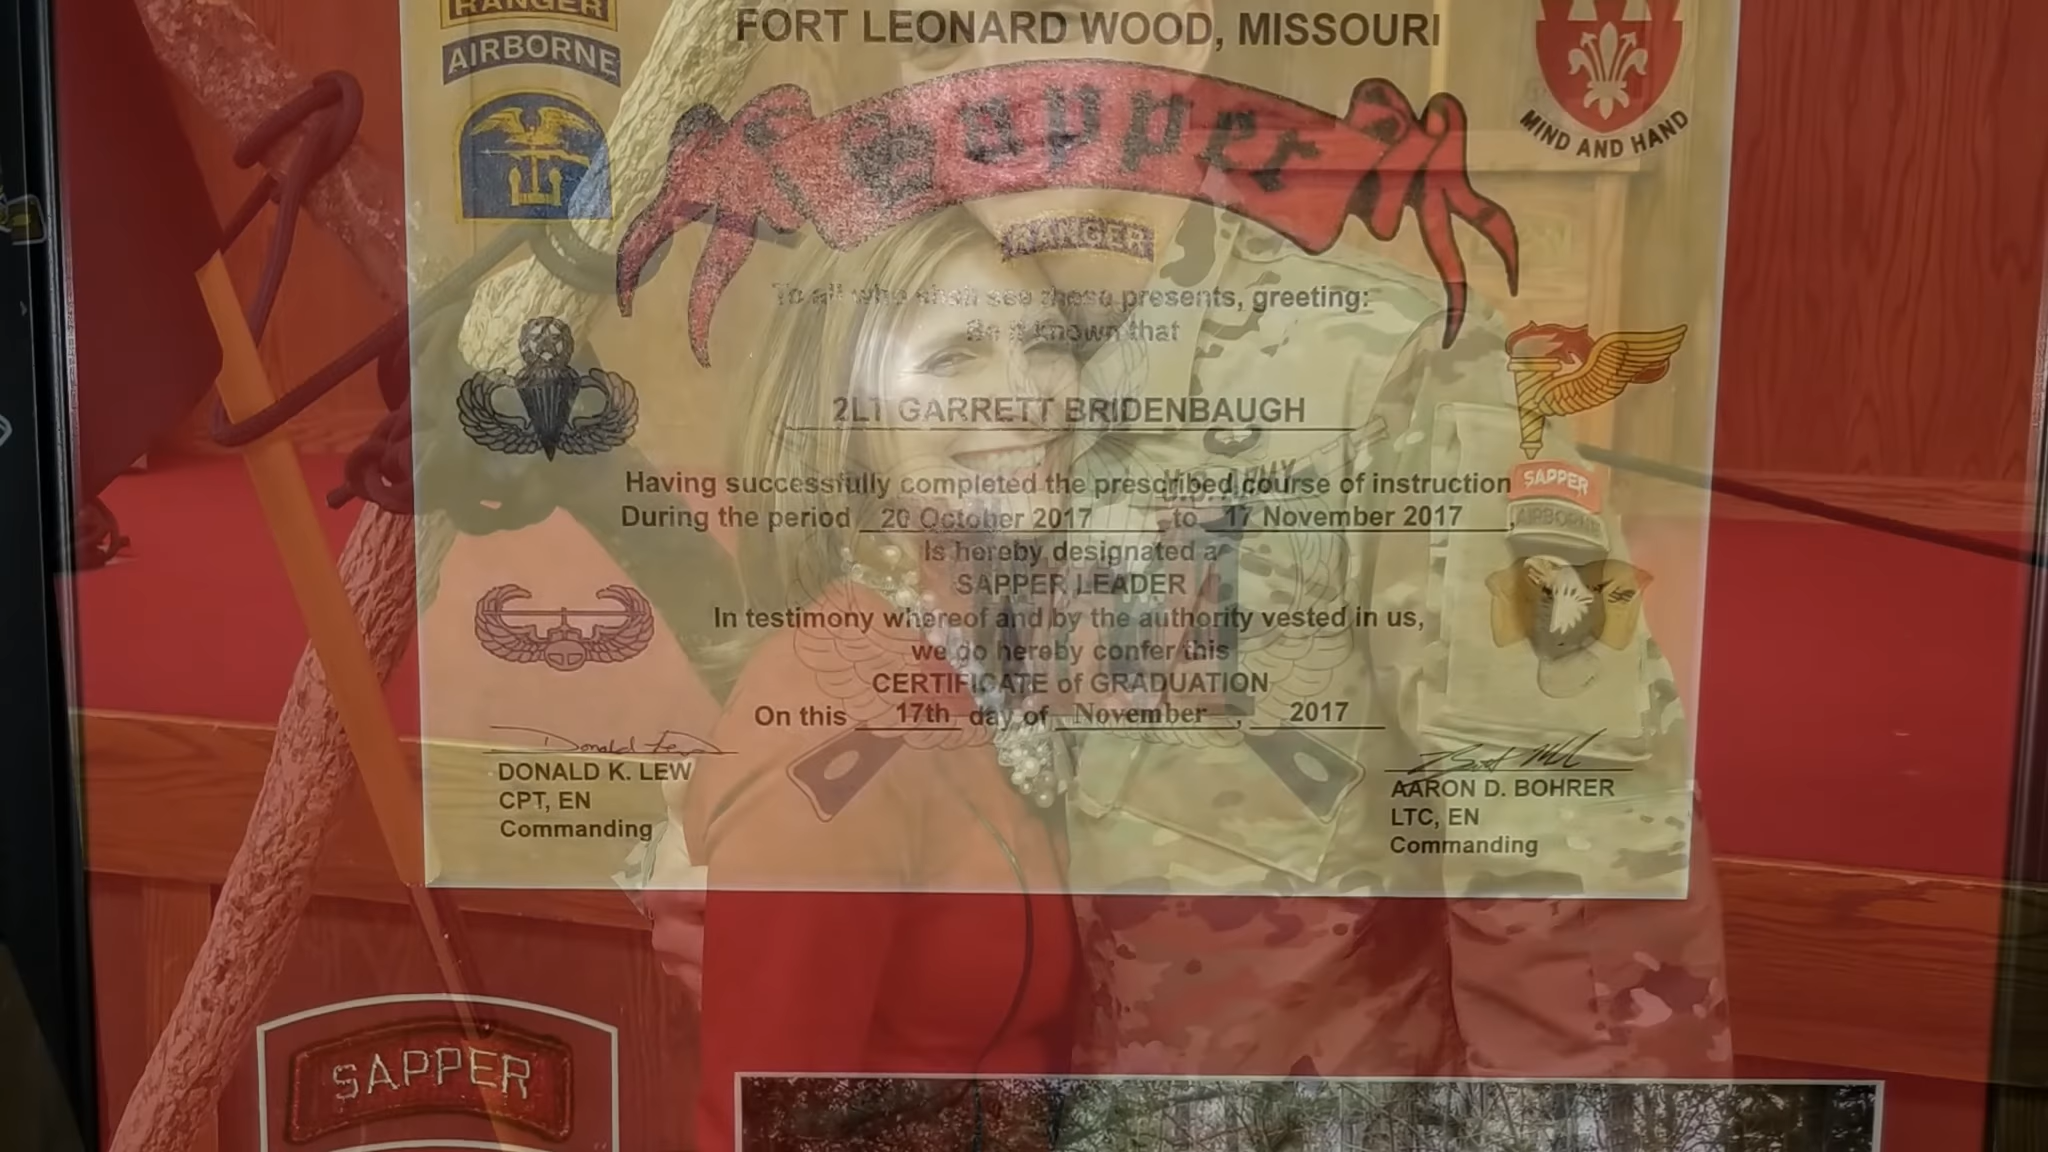 RANGER
AIRBORNE
FORT LEONARD WOOD, MISSOURI
MIND AND HAND
Sapper
RANGER
To all who shall see these presents, greeting:
Be it known that
2LT GARRETT BRIDENBAUGH
Having successfully completed the prescribed course of instruction
U.S. ARMY
During the period 20 October 2017 to 17 November 2017,
SAPPER
AIRBORNE
Is hereby designated a
SAPPER LEADER
In testimony whereof and by the authority vested in us,
we do hereby confer this
CERTIFICATE of GRADUATION
On this 17th day of November, 2017
DONALD K. LEW
CPT, EN
Commanding
AARON D. BOHRER
LTC, EN
Commanding
SAPPER